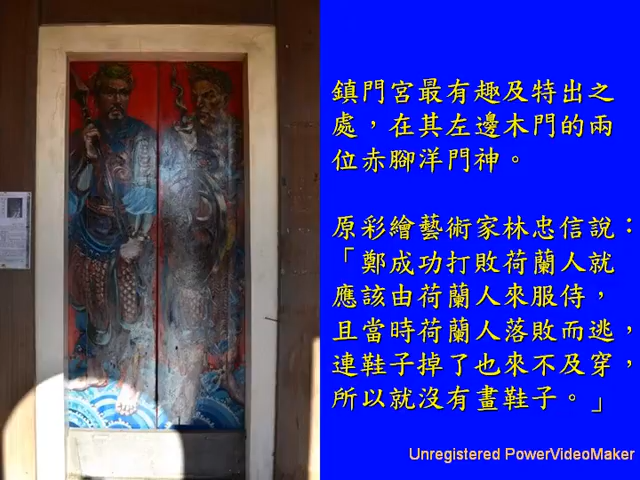 鎮門宮最有趣及特出之
處，在其左邊木門的兩
位赤腳洋門神。
原彩繪藝術家林忠信說：
「鄭成功打敗荷蘭人就
應該由荷蘭人來服侍，
且當時荷蘭人落敗而逃，
連鞋子掉了也來不及穿，
所以就沒有畫鞋子。」
Unregistered PowerVideoMaker